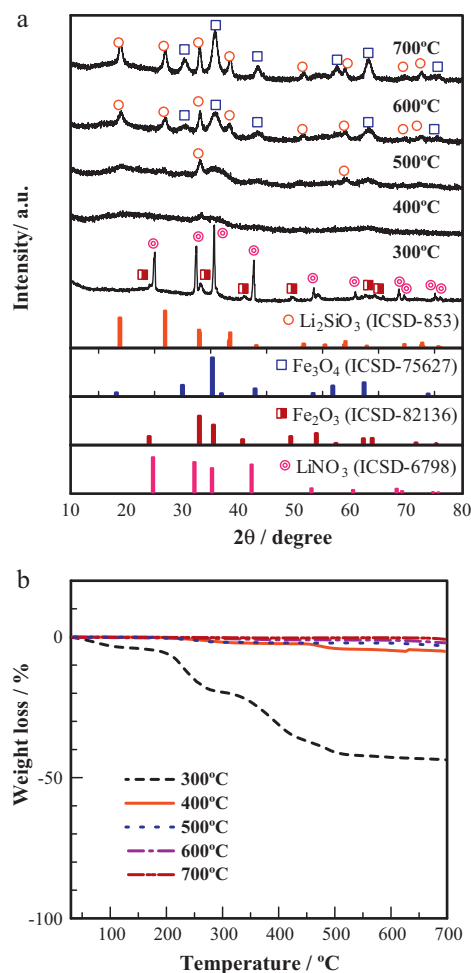 a
700ºC
600ºC
500ºC
400ºC
300ºC
Intensity/ a.u.
Li₂SiO₃ (ICSD-853)
Fe₃O₄ (ICSD-75627)
Fe₂O₃ (ICSD-82136)
LiNO₃ (ICSD-6798)
10 20 30 40 50 60 70 80
2θ / degree
b
0
-50
-100
Weight loss / %
300ºC
400ºC
500ºC
600ºC
700ºC
100 200 300 400 500 600 700
Temperature / ºC